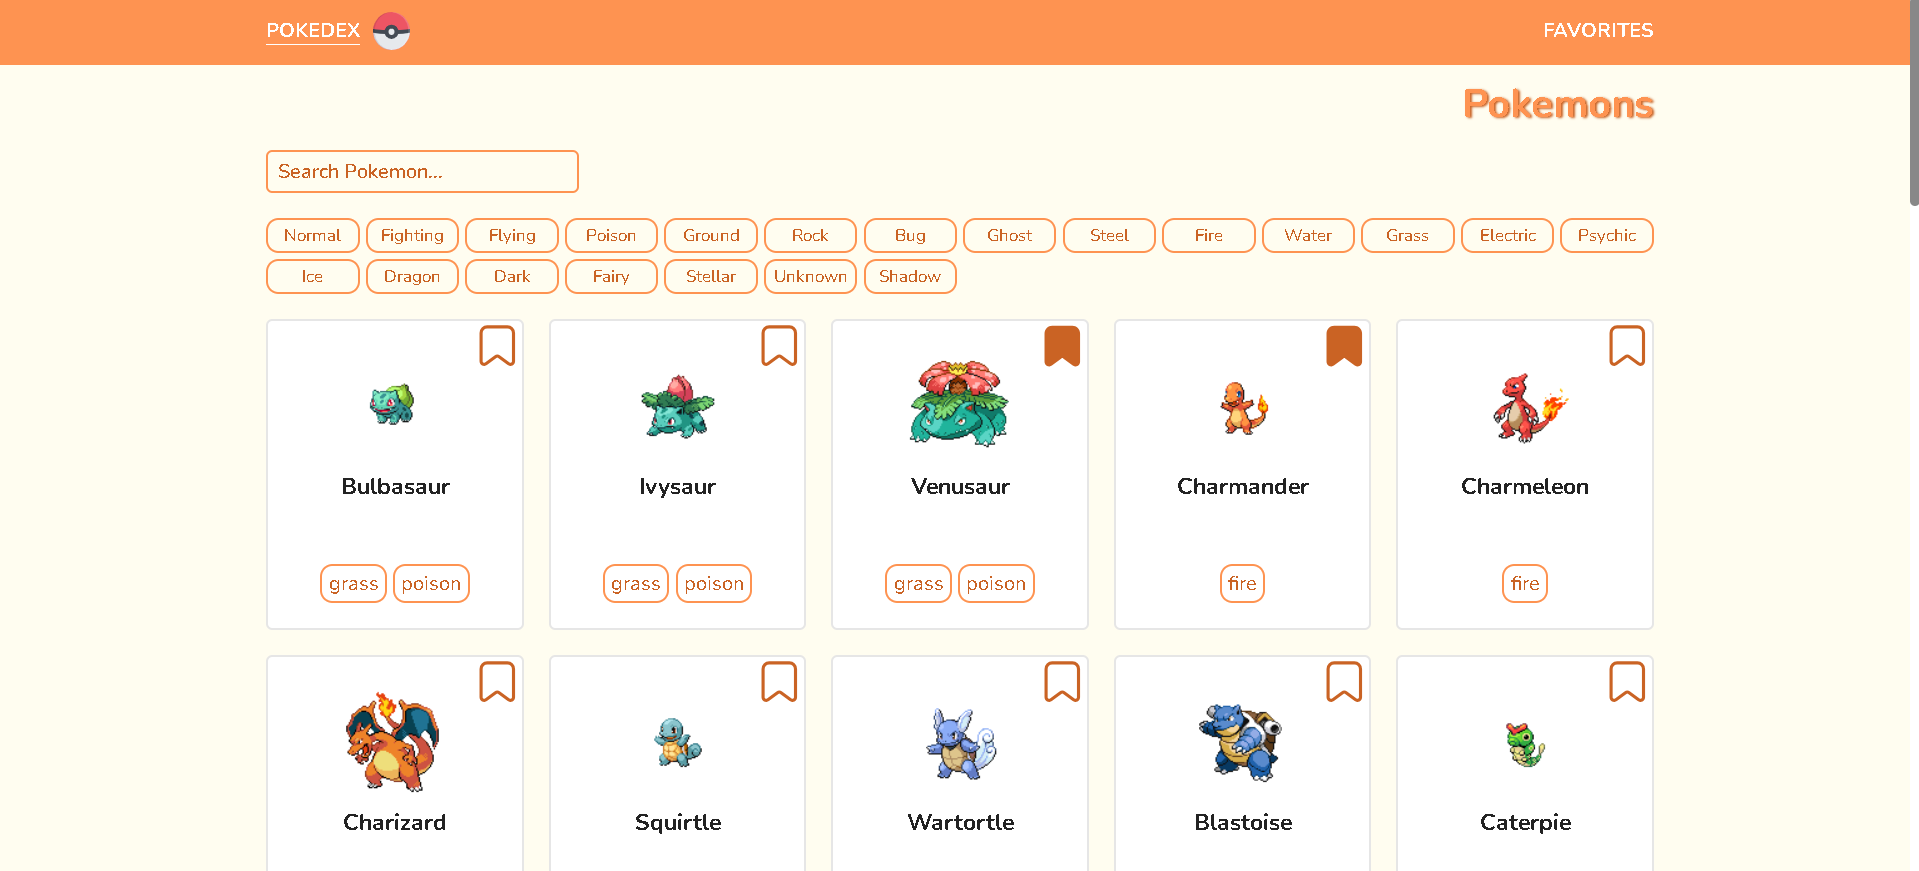 POKEDEX FAVORITES
Pokemons
Search Pokemon...
Normal Fighting Flying Poison Ground Rock Bug Ghost Steel Fire Water Grass Electric Psychic
Ice Dragon Dark Fairy Stellar Unknown Shadow
Bulbasaur Ivysaur Venusaur Charmander Charmeleon
grass poison grass poison grass poison fire fire
Charizard Squirtle Wartortle Blastoise Caterpie